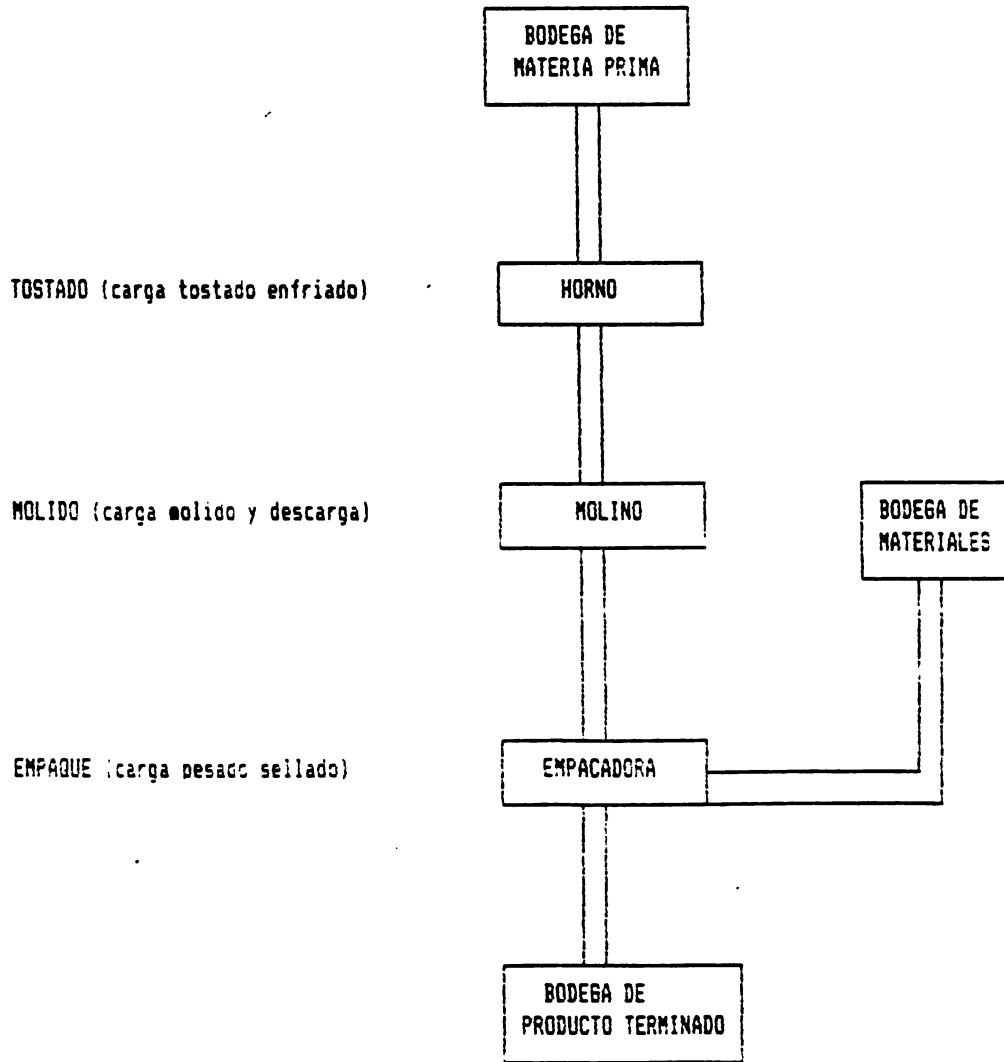 BODEGA DE
MATERIA PRIMA
TOSTADO (carga tostado enfriado)
HORNO
MOLIDO (carga molido y descarga)
MOLINO
BODEGA DE
MATERIALES
EMPAQUE (carga pesado sellado)
EMPACADORA
BODEGA DE
PRODUCTO TERMINADO